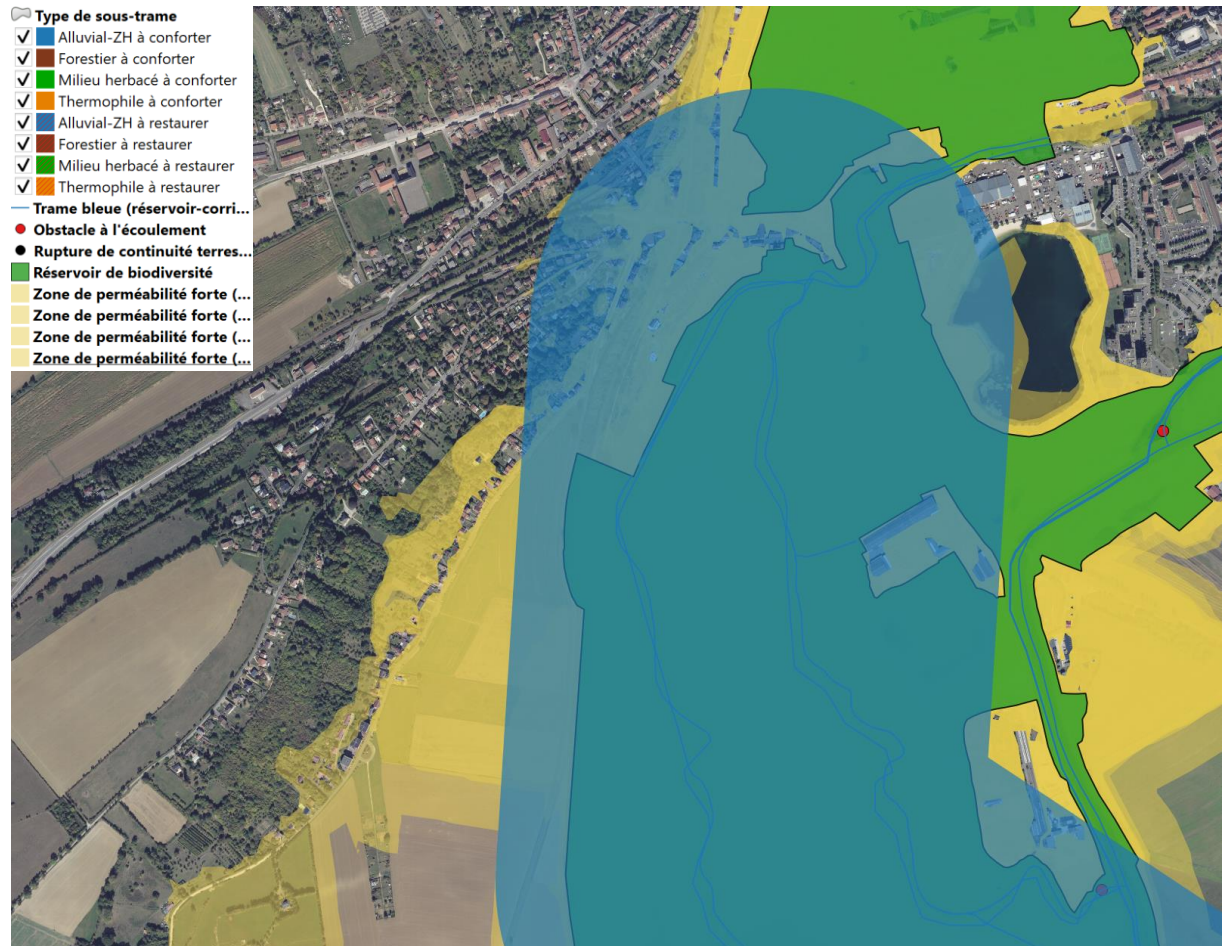 Type de sous-trame
Alluvial-ZH à conforter
Forestier à conforter
Milieu herbacé à conforter
Thermophile à conforter
Alluvial-ZH à restaurer
Forestier à restaurer
Milieu herbacé à restaurer
Thermophile à restaurer
Trame bleue (réservoir-corri...
Obstacle à l'écoulement
Rupture de continuité terres...
Réservoir de biodiversité
Zone de perméabilité forte (...
Zone de perméabilité forte (...
Zone de perméabilité forte (...
Zone de perméabilité forte (...